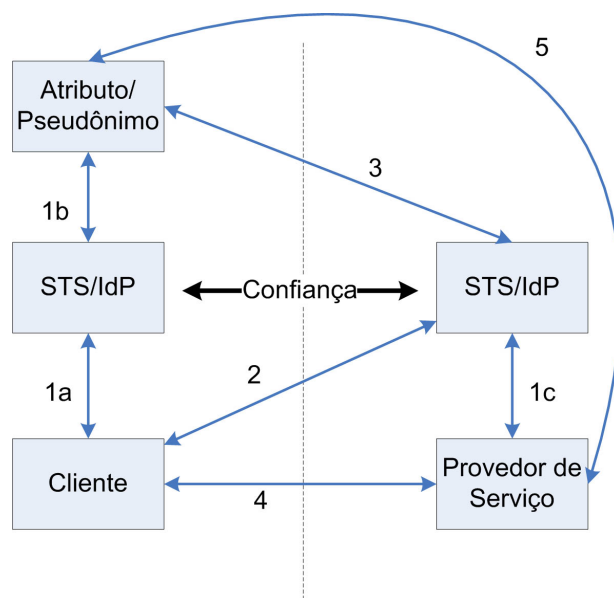 5
Atributo/
Pseudônimo
3
1b
STS/IdP
Confiança
STS/IdP
1a
2
1c
Cliente
4
Provedor de
Serviço